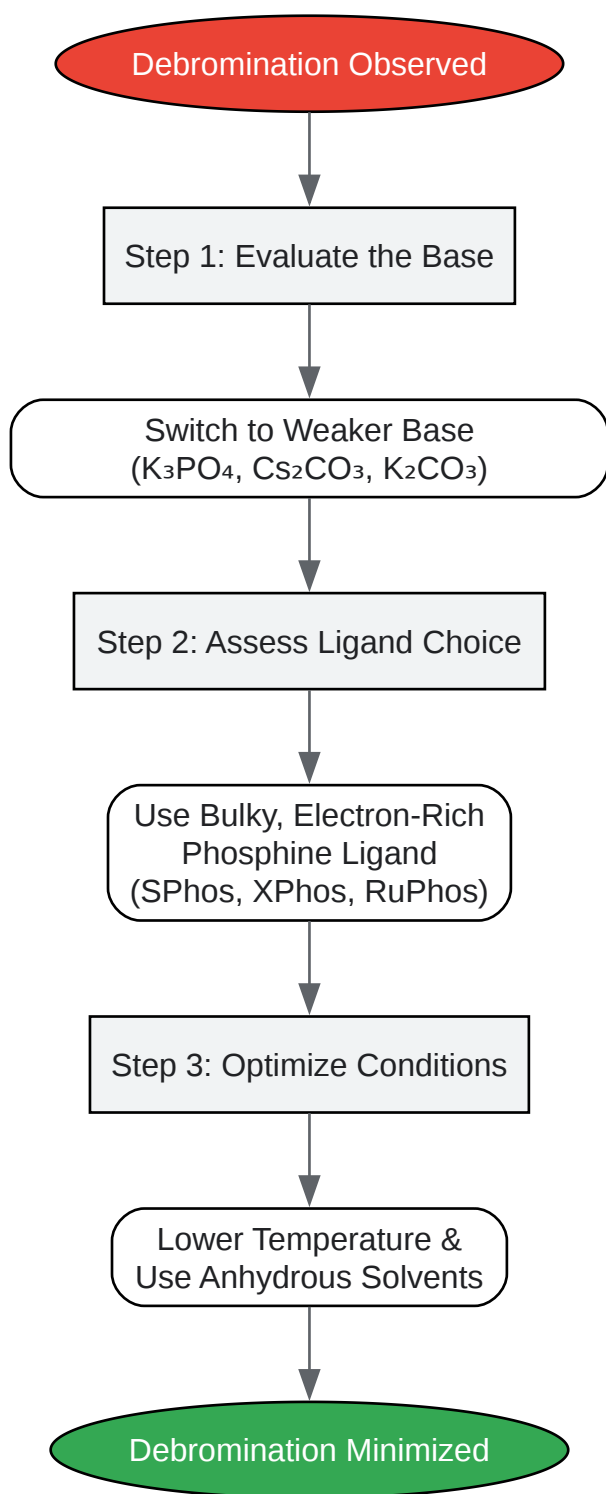 Debromination Observed
Step 1: Evaluate the Base
Switch to Weaker Base
(K₃PO₄, Cs₂CO₃, K₂CO₃)
Step 2: Assess Ligand Choice
Use Bulky, Electron-Rich
Phosphine Ligand
(SPhos, XPhos, RuPhos)
Step 3: Optimize Conditions
Lower Temperature &
Use Anhydrous Solvents
Debromination Minimized